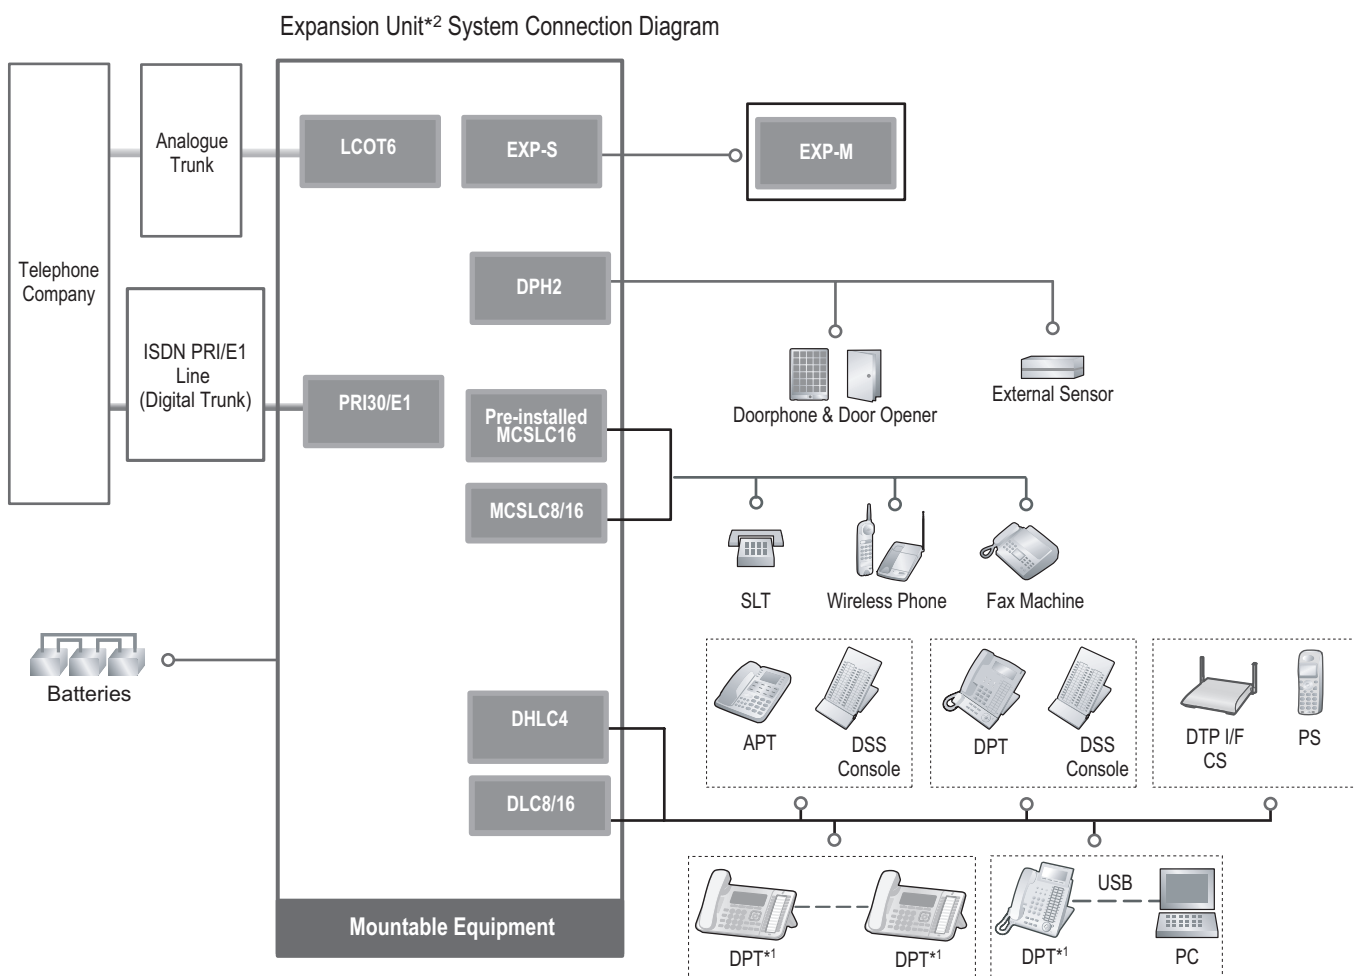 Expansion Unit*2 System Connection Diagram
Telephone
Company
Analogue
Trunk
ISDN PRI/E1
Line
(Digital Trunk)
LCOT6
EXP-S
EXP-M
DPH2
Doorphone & Door Opener
External Sensor
PRI30/E1
Pre-installed
MCSLC16
MCSLC8/16
SLT
Wireless Phone
Fax Machine
Batteries
DHLC4
DLC8/16
APT
DSS
Console
DPT
DSS
Console
DTP I/F
CS
PS
DPT*1
DPT*1
USB
DPT*1
PC
Mountable Equipment